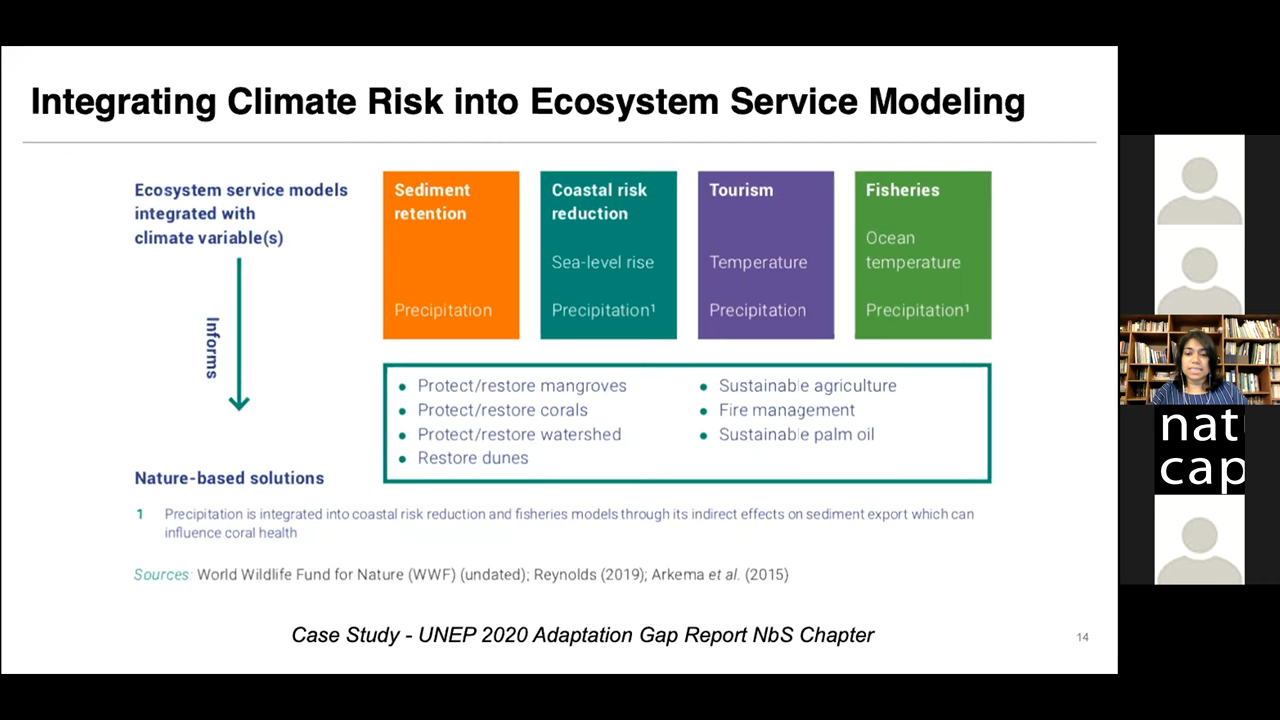 Integrating Climate Risk into Ecosystem Service Modeling
Ecosystem service models
integrated with
climate variable(s)
Informs
Nature-based solutions
Sediment
retention
Precipitation
Coastal risk
reduction
Sea-level rise
Precipitation¹
Tourism
Temperature
Precipitation
Fisheries
Ocean
temperature
Precipitation¹
• Protect/restore mangroves
• Protect/restore corals
• Protect/restore watershed
• Restore dunes
• Sustainable agriculture
• Fire management
• Sustainable palm oil
1 Precipitation is integrated into coastal risk reduction and fisheries models through its indirect effects on sediment export which can
influence coral health
Sources: World Wildlife Fund for Nature (WWF) (undated); Reynolds (2019); Arkema et al. (2015)
Case Study - UNEP 2020 Adaptation Gap Report NbS Chapter
14
nat
cap